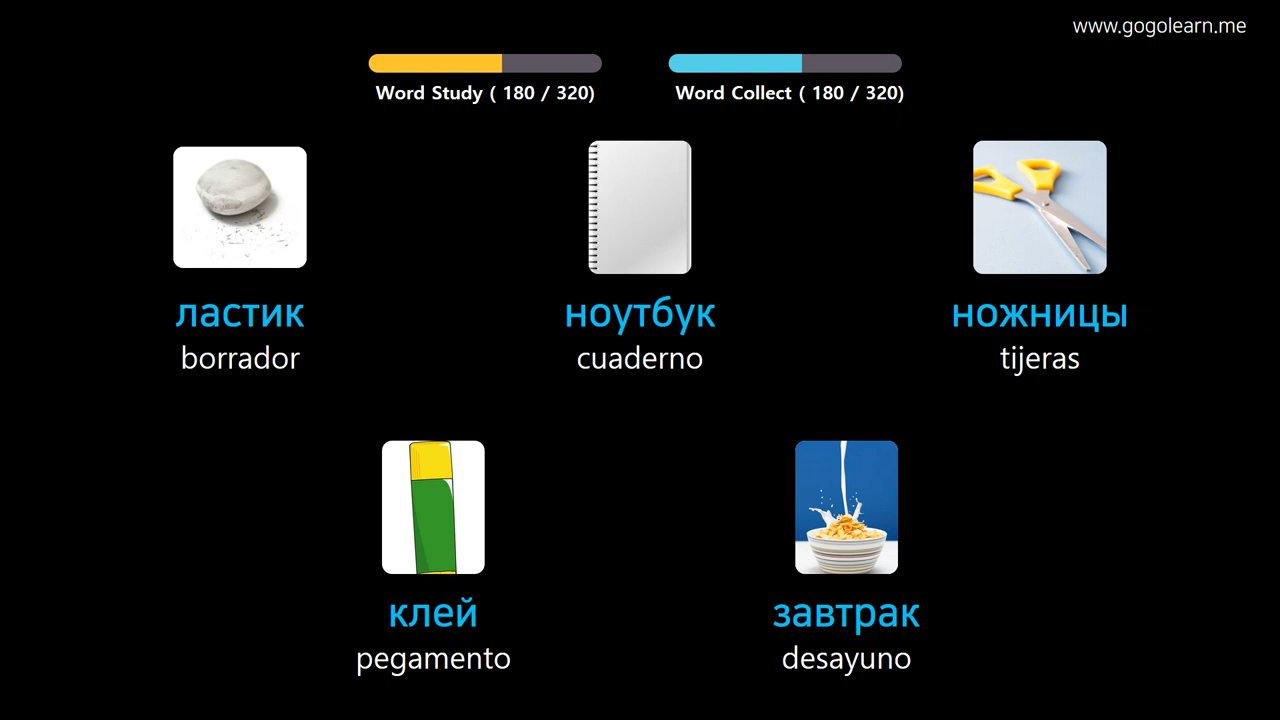 www.gogolearn.me
Word Study ( 180 / 320)
Word Collect ( 180 / 320)
ластик
borrador
ноутбук
cuaderno
ножницы
tijeras
клей
pegamento
завтрак
desayuno